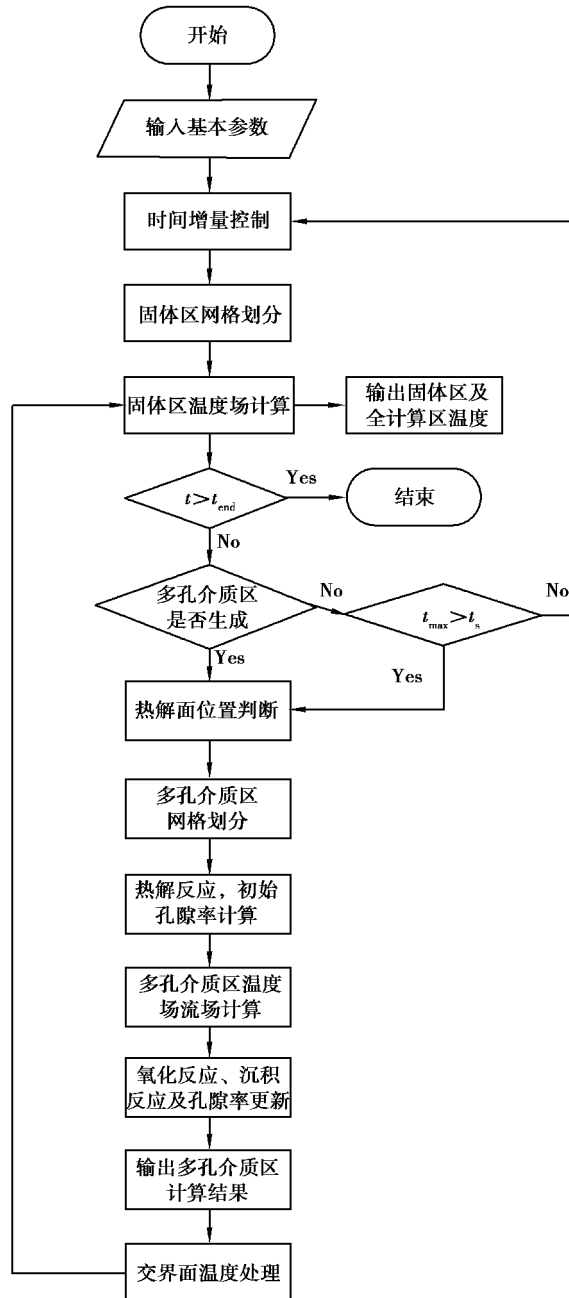 开始
输入基本参数
时间增量控制
固体区网格划分
固体区温度场计算
输出固体区及
全计算区温度
t>t_end
Yes
结束
No
多孔介质区
是否生成
No
t_max>t_s
No
Yes
Yes
热解面位置判断
多孔介质区
网格划分
热解反应，初始
孔隙率计算
多孔介质区温度
场流场计算
氧化反应、沉积
反应及孔隙率更新
输出多孔介质区
计算结果
交界面温度处理